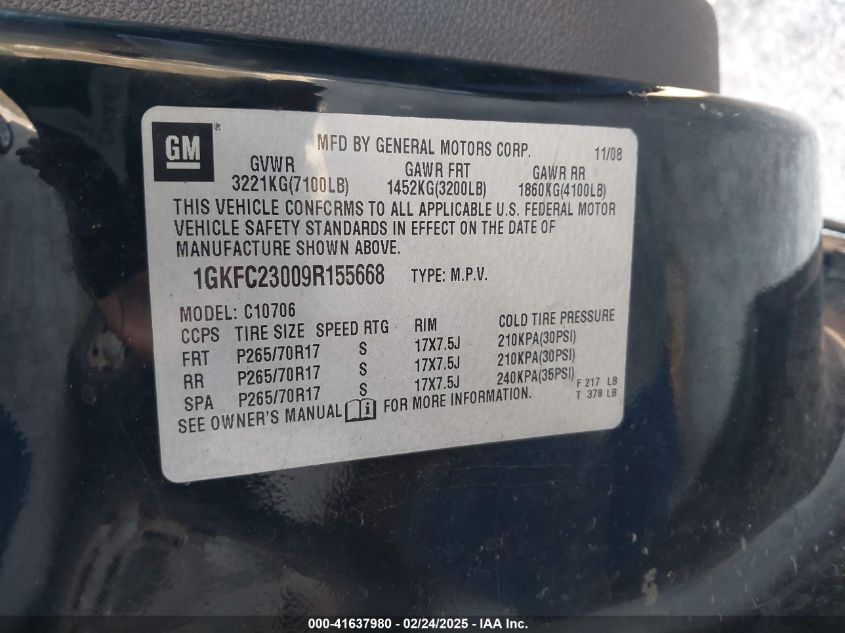 GM
MFD BY GENERAL MOTORS CORP. 11/08
GVWR GAWR FRT GAWR RR
3221KG(7100LB) 1452KG(3200LB) 1860KG(4100LB)
THIS VEHICLE CONFORMS TO ALL APPLICABLE U.S. FEDERAL MOTOR
VEHICLE SAFETY STANDARDS IN EFFECT ON THE DATE OF
MANUFACTURE SHOWN ABOVE.
1GKFC23009R155668 TYPE: M.P.V.
MODEL: C10706
CCPS TIRE SIZE SPEED RTG RIM COLD TIRE PRESSURE
FRT P265/70R17 S 17X7.5J 210KPA(30PSI)
RR P265/70R17 S 17X7.5J 210KPA(30PSI)
SPA P265/70R17 S 17X7.5J 240KPA(35PSI)
SEE OWNER'S MANUAL FOR MORE INFORMATION.
F 217 LB
T 378 LB
000-41637980 - 02/24/2025 - IAA Inc.